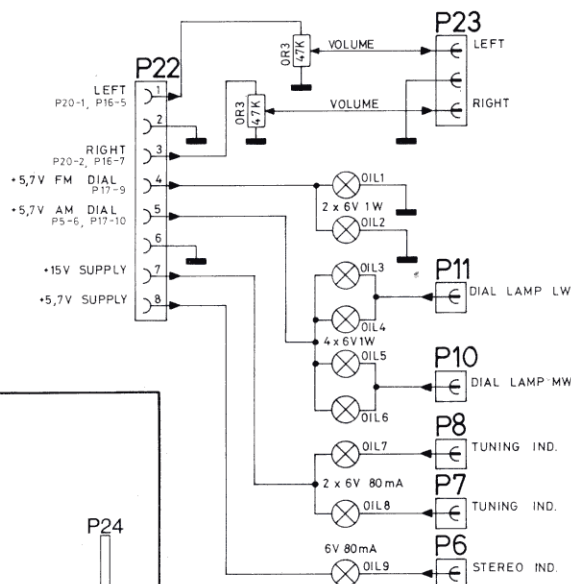 P23
LEFT
VOLUME
0R3
47K
P22
LEFT
P20-1, P16-5
1
0R3
47K
VOLUME
RIGHT
2
RIGHT
P20-2, P16-7
3
+5,7V FM DIAL
P17-9
4
0IL1
2 x 6V 1W
+5,7V AM DIAL
P5-6, P17-10
5
0IL2
6
+15V SUPPLY
7
0IL3
P11
DIAL LAMP LW
+5,7V SUPPLY
8
0IL4
4 x 6V1W
0IL5
P10
DIAL LAMP MW
0IL6
P8
0IL7
TUNING IND.
2 x 6V 80mA
P7
0IL8
TUNING IND.
P24
6V 80mA
P6
0IL9
STEREO IND.